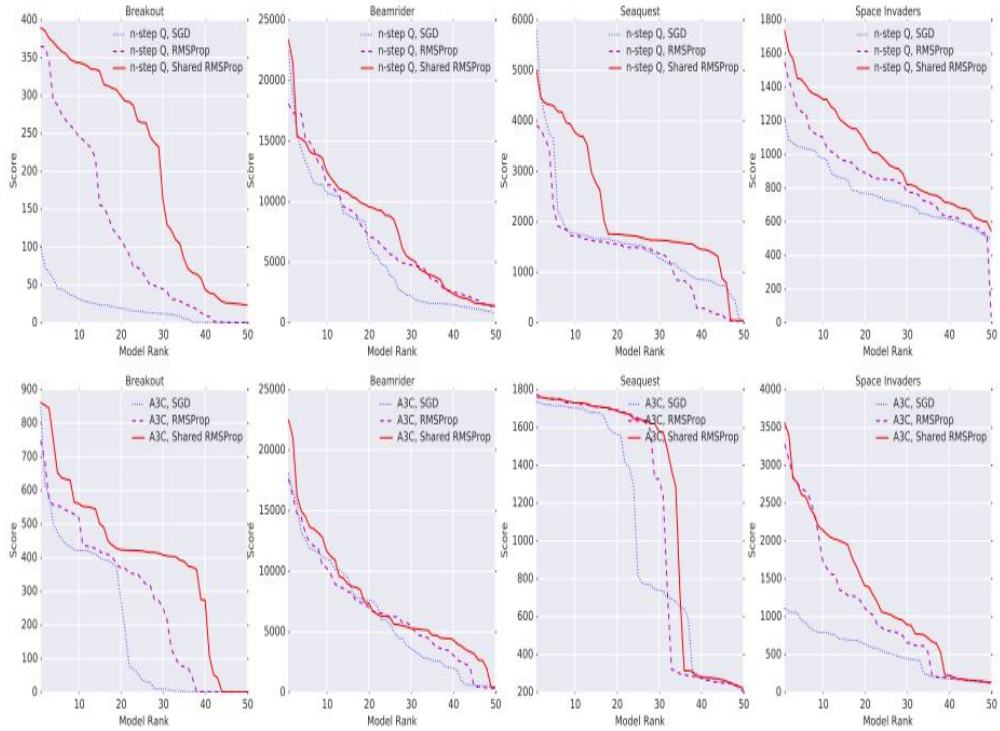 Breakout
n-step Q, SGD
n-step Q, RMSProp
n-step Q, Shared RMSProp
400
350
300
250
200
150
100
50
0
Score
10 20 30 40 50
Model Rank
Beamrider
n-step Q, SGD
n-step Q, RMSProp
n-step Q, Shared RMSProp
25000
20000
15000
10000
5000
0
Score
10 20 30 40 50
Model Rank
Seaquest
n-step Q, SGD
n-step Q, RMSProp
n-step Q, Shared RMSProp
6000
5000
4000
3000
2000
1000
0
Score
10 20 30 40 50
Model Rank
Space Invaders
n-step Q, SGD
n-step Q, RMSProp
n-step Q, Shared RMSProp
1800
1600
1400
1200
1000
800
600
400
200
0
Score
10 20 30 40 50
Model Rank
Breakout
A3C, SGD
A3C, RMSProp
A3C, Shared RMSProp
900
800
700
600
500
400
300
200
100
0
Score
10 20 30 40 50
Model Rank
Beamrider
A3C, SGD
A3C, RMSProp
A3C, Shared RMSProp
25000
20000
15000
10000
5000
0
Score
10 20 30 40 50
Model Rank
Seaquest
A3C, SGD
A3C, RMSProp
A3C, Shared RMSProp
1800
1600
1400
1200
1000
800
600
400
200
Score
10 20 30 40 50
Model Rank
Space Invaders
A3C, SGD
A3C, RMSProp
A3C, Shared RMSProp
4000
3500
3000
2500
2000
1500
1000
500
0
Score
10 20 30 40 50
Model Rank